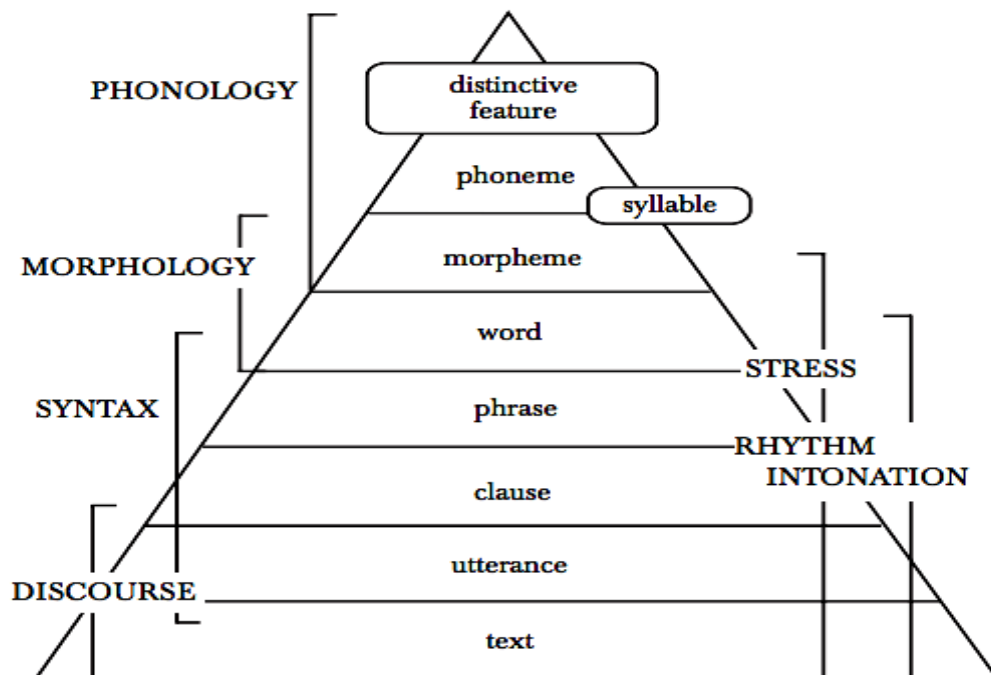 PHONOLOGY
distinctive
feature
phoneme
syllable
MORPHOLOGY
morpheme
word
STRESS
SYNTAX
phrase
RHYTHM
INTONATION
clause
utterance
DISCOURSE
text